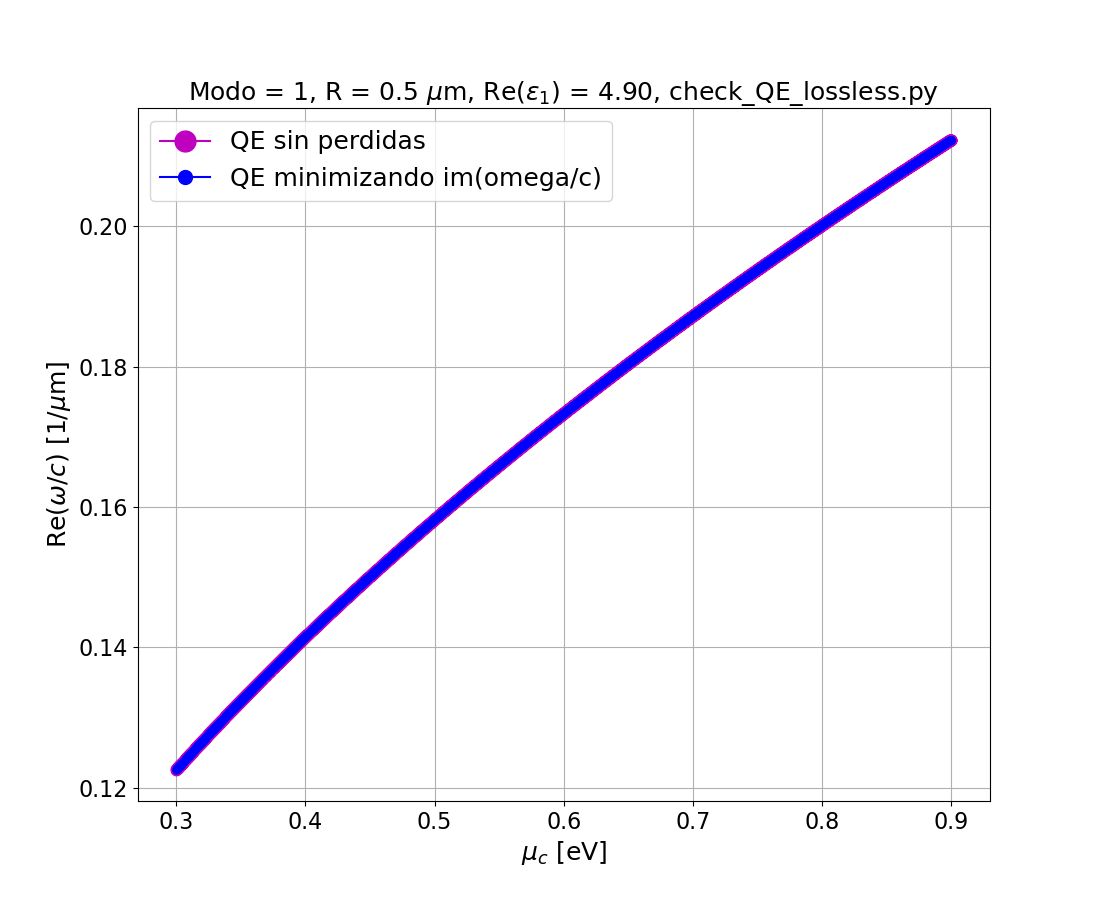 Modo = 1, R = 0.5 μm, Re(ε₁) = 4.90, check_QE_lossless.py
QE sin perdidas
QE minimizando im(omega/c)
Re(ω/c) [1/μm]
0.20
0.18
0.16
0.14
0.12
0.3 0.4 0.5 0.6 0.7 0.8 0.9
μ_c [eV]